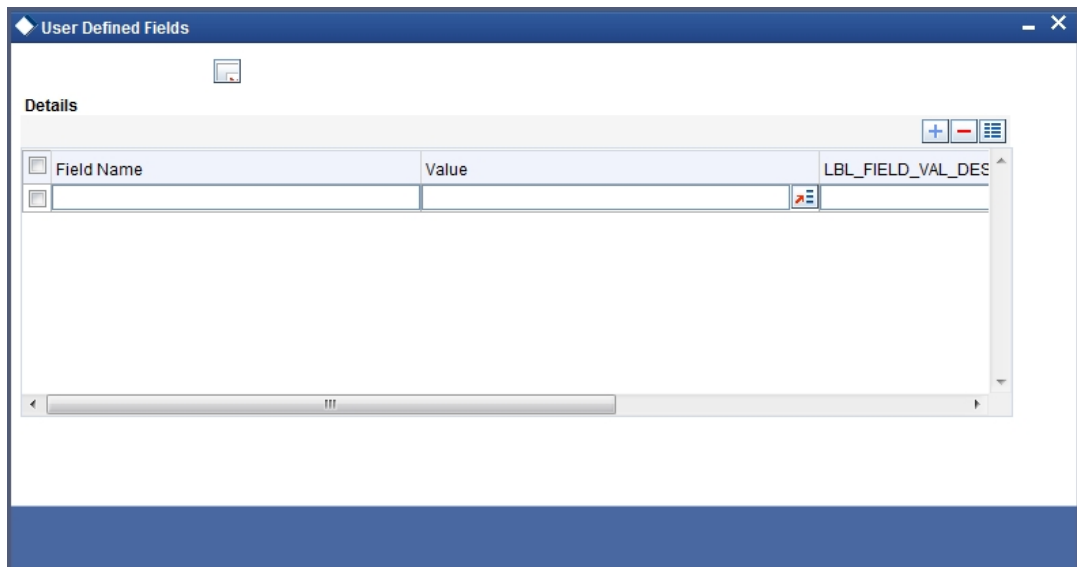 User Defined Fields
Details
Field Name Value LBL_FIELD_VAL_DES